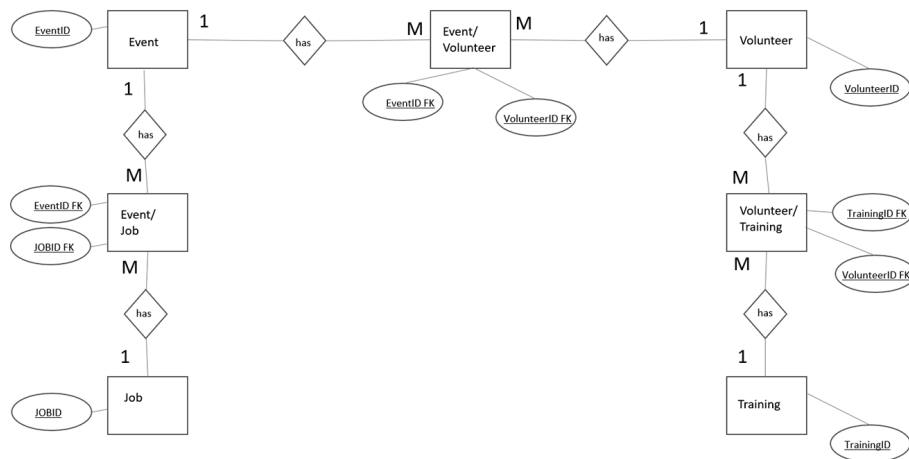 EventID
Event
1
has
M
Event/
Volunteer
M
has
1
Volunteer
EventID FK
VolunteerID FK
VolunteerID
1
has
M
1
has
M
EventID FK
JOBID FK
Event/
Job
M
has
1
Volunteer/
Training
TrainingID FK
VolunteerID FK
M
has
1
JOBID
Job
Training
TrainingID